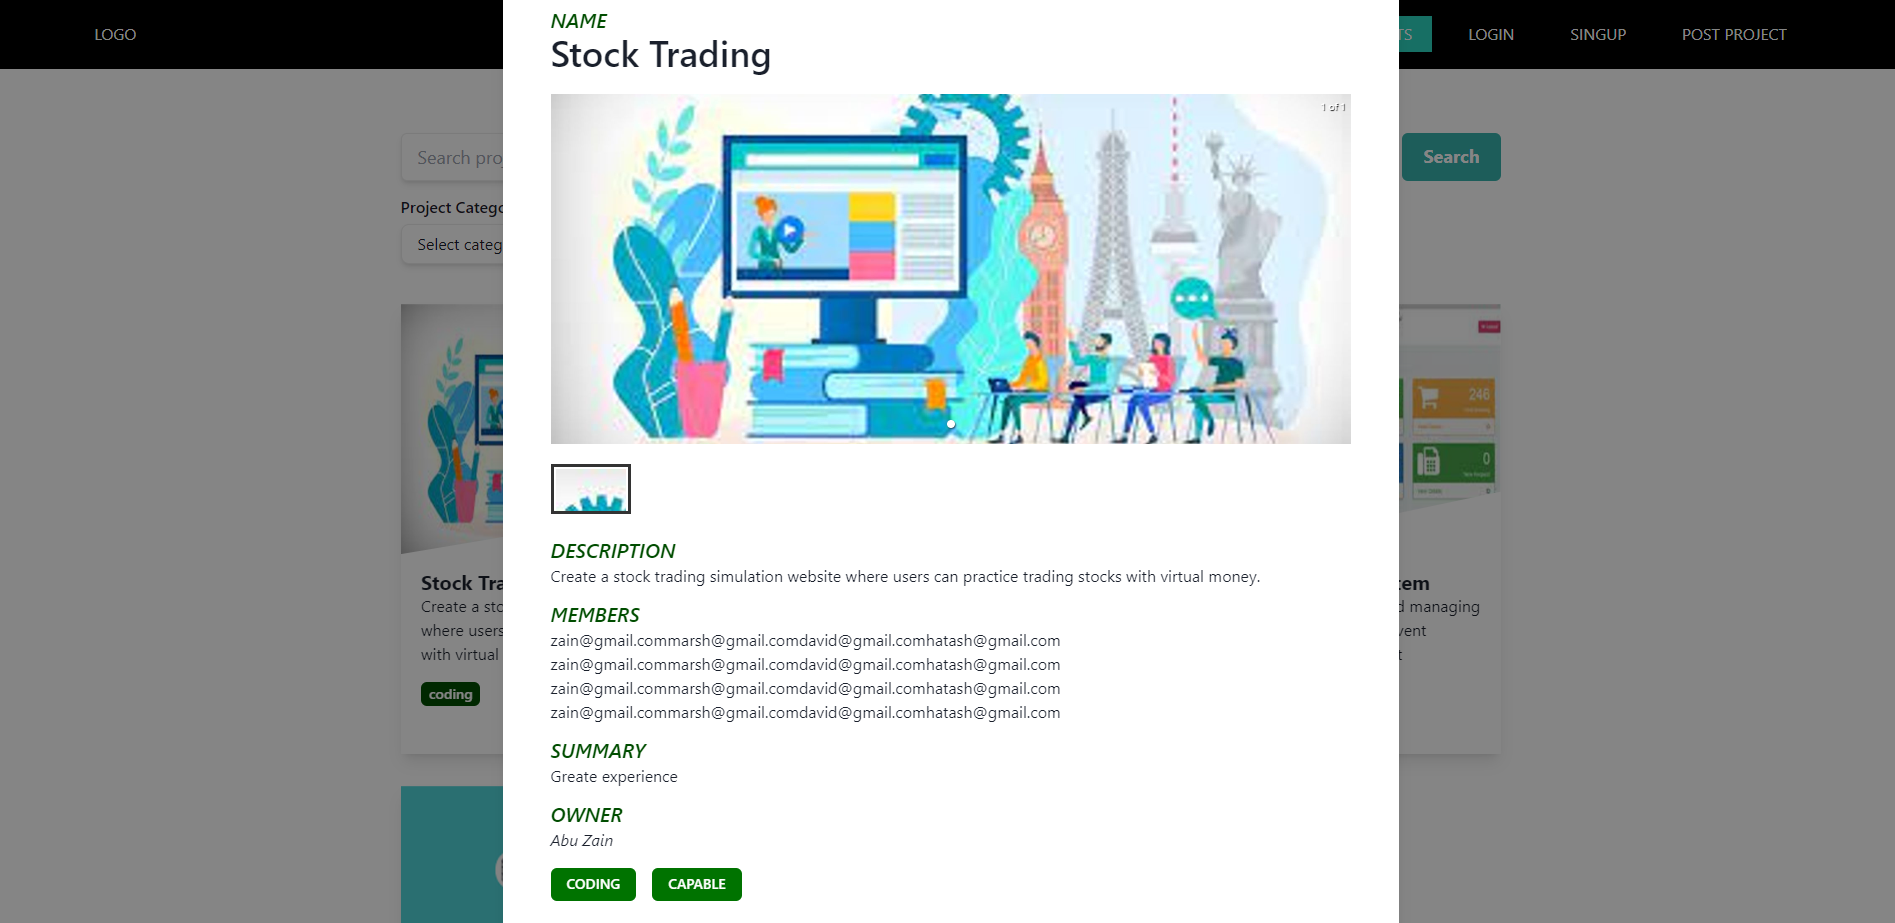 LOGO
TS
LOGIN
SINGUP
POST PROJECT
NAME
Stock Trading
1 of 1
Search
Project
Select
Search
DESCRIPTION
Create a stock trading simulation website where users can practice trading stocks with virtual money.
MEMBERS
zain@gmail.commarsh@gmail.comdavid@gmail.comhatash@gmail.com
zain@gmail.commarsh@gmail.comdavid@gmail.comhatash@gmail.com
zain@gmail.commarsh@gmail.comdavid@gmail.comhatash@gmail.com
zain@gmail.commarsh@gmail.comdavid@gmail.comhatash@gmail.com
SUMMARY
Greate experience
OWNER
Abu Zain
CODING
CAPABLE
Stock Tra
Create a sto
where users
with virtual
coding
246
0
tem
d managing
vent
t